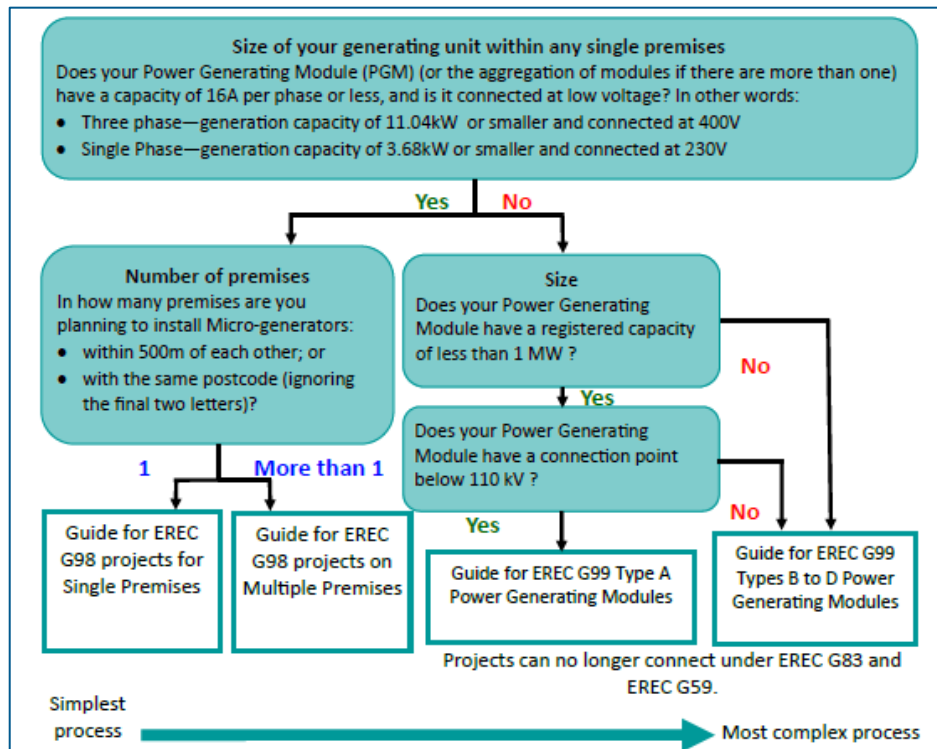 Size of your generating unit within any single premises
Does your Power Generating Module (PGM) (or the aggregation of modules if there are more than one)
have a capacity of 16A per phase or less, and is it connected at low voltage? In other words:
• Three phase—generation capacity of 11.04kW or smaller and connected at 400V
• Single Phase—generation capacity of 3.68kW or smaller and connected at 230V
Yes
No
Number of premises
In how many premises are you
planning to install Micro-generators:
• within 500m of each other; or
• with the same postcode (ignoring
the final two letters)?
Size
Does your Power Generating
Module have a registered capacity
of less than 1 MW ?
No
Yes
Does your Power Generating
Module have a connection point
below 110 kV ?
1
More than 1
Yes
No
Guide for EREC
G98 projects for
Single Premises
Guide for EREC
G98 projects on
Multiple Premises
Guide for EREC G99 Type A
Power Generating Modules
Guide for EREC G99
Types B to D Power
Generating Modules
Projects can no longer connect under EREC G83 and
EREC G59.
Simplest
process
Most complex process